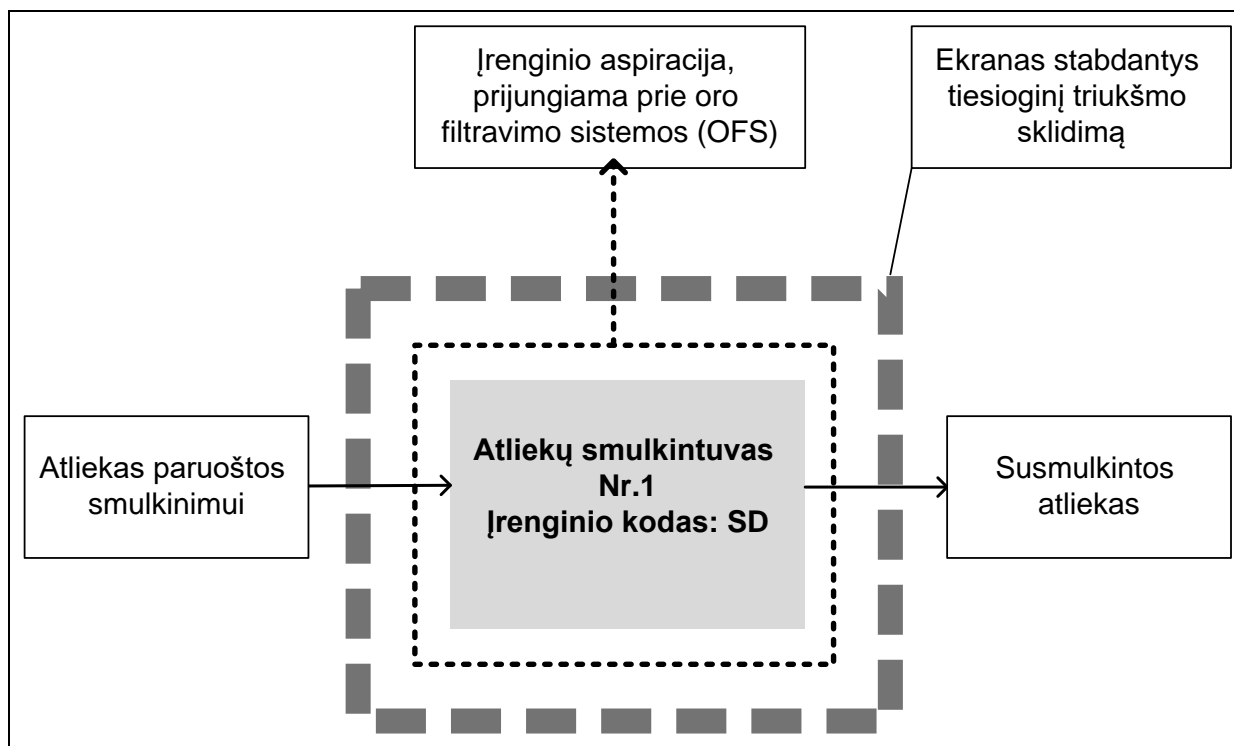 Įrenginio aspiracija,
prijungiama prie oro
filtravimo sistemos (OFS)
Ekranas stabdantys
tiesioginį triukšmo
sklidimą
Atliekas paruoštos
smulkinimui
Atliekų smulkintuvas
Nr.1
Įrenginio kodas: SD
Susmulkintos
atliekas